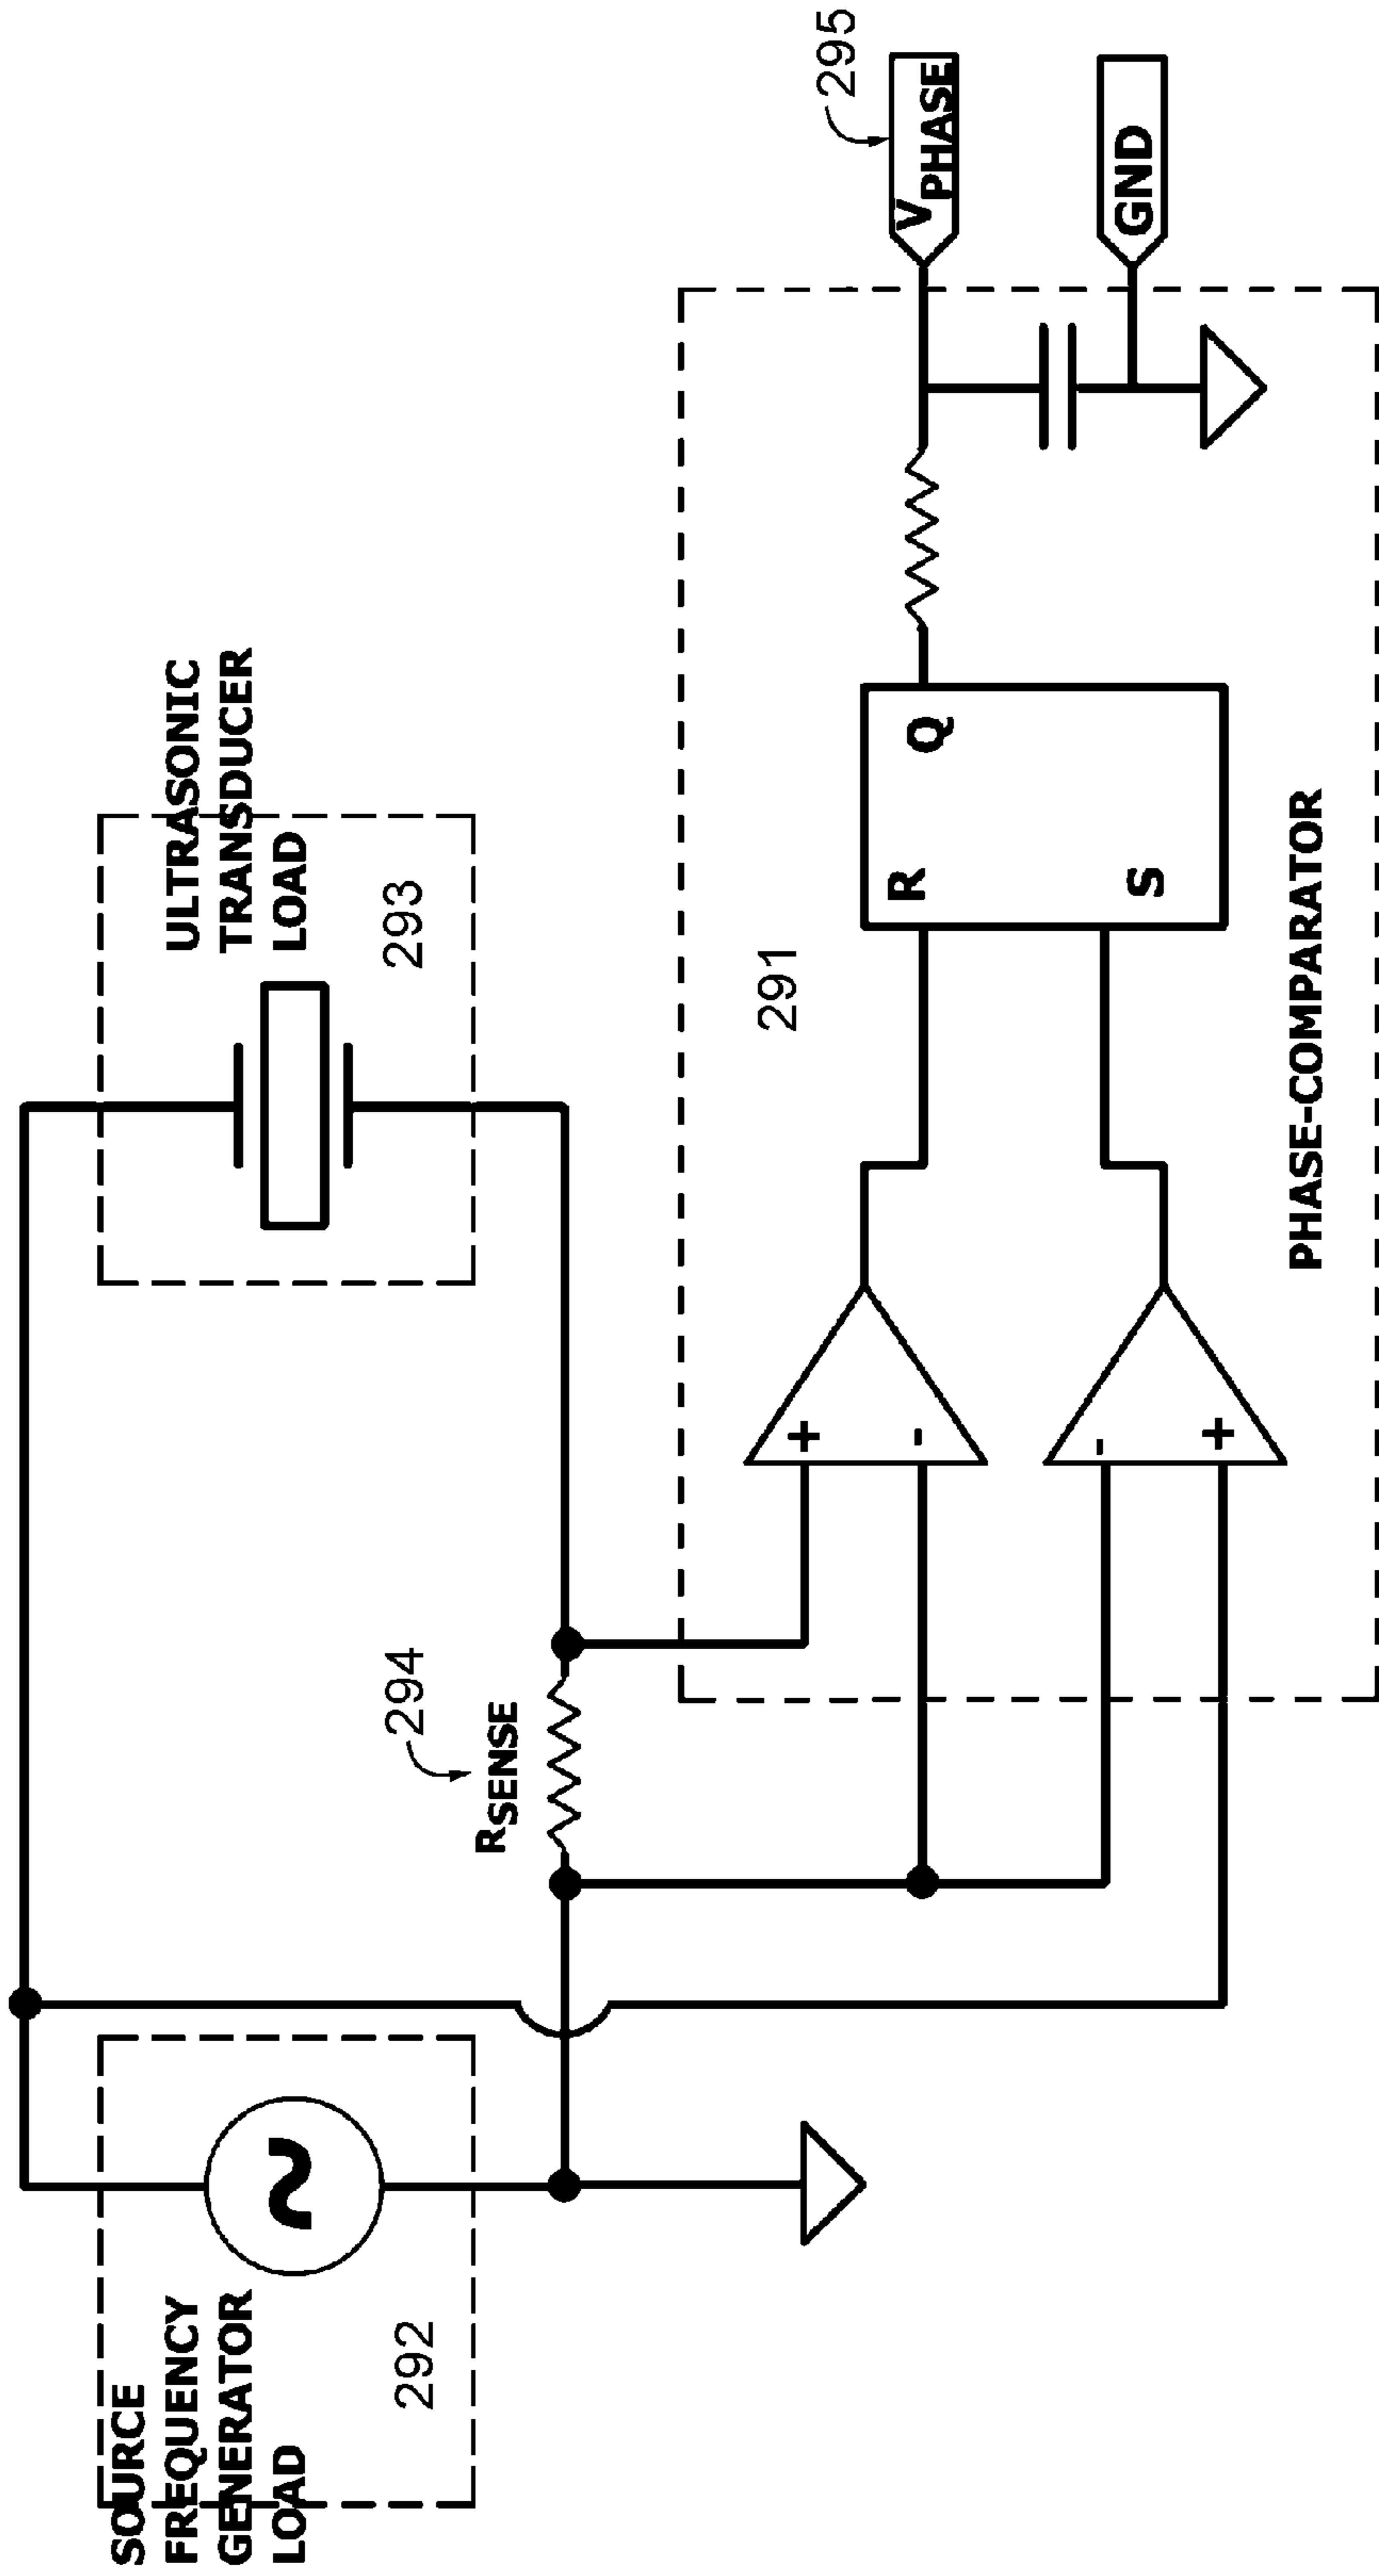 SOURCE
FREQUENCY
GENERATOR
LOAD
292
ULTRASONIC
TRANSDUCER
LOAD
293
294
RSENSE
291
+
-
-
+
R
Q
S
PHASE-COMPARATOR
295
VPHASE
GND